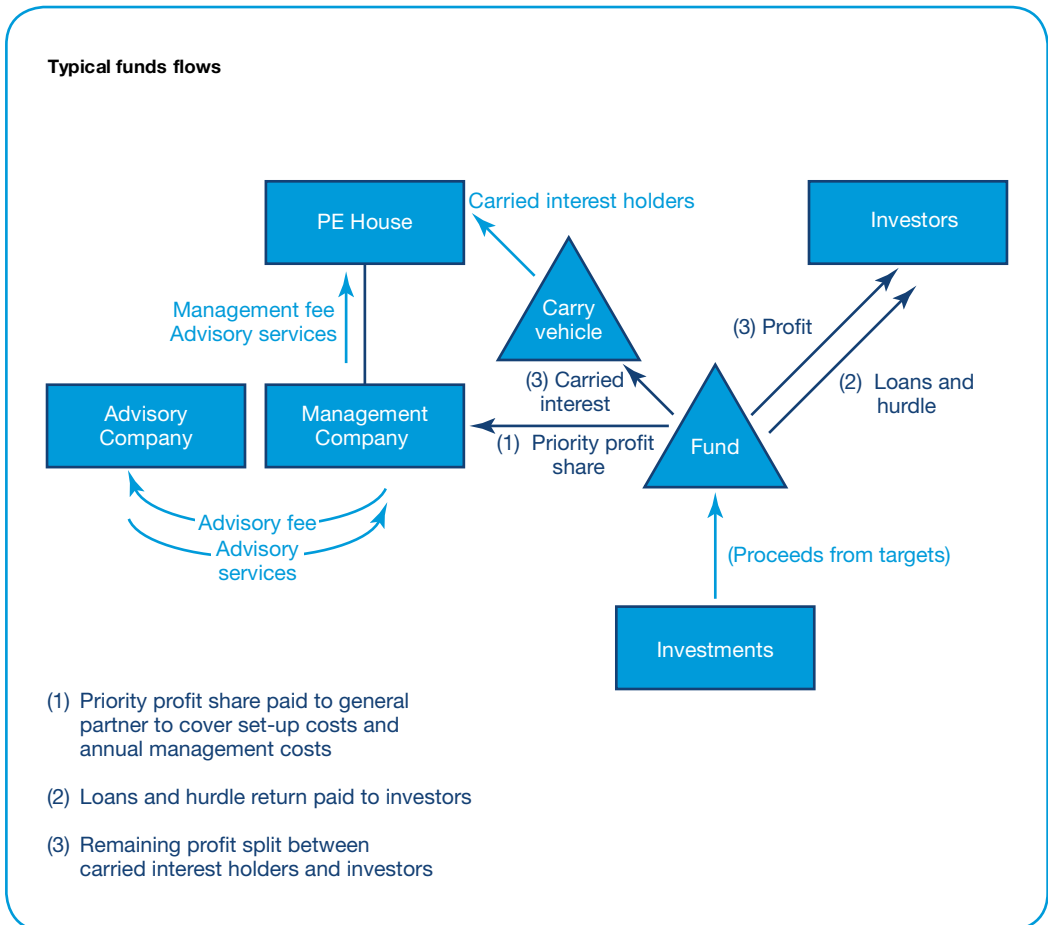 Typical funds flows
PE House
Carried interest holders
Investors
Management fee
Advisory services
Carry
vehicle
(3) Profit
(2) Loans and
hurdle
(3) Carried
interest
Advisory
Company
Management
Company
(1) Priority profit
share
Fund
Advisory fee
Advisory
services
(Proceeds from targets)
Investments
(1) Priority profit share paid to general
partner to cover set-up costs and
annual management costs
(2) Loans and hurdle return paid to investors
(3) Remaining profit split between
carried interest holders and investors